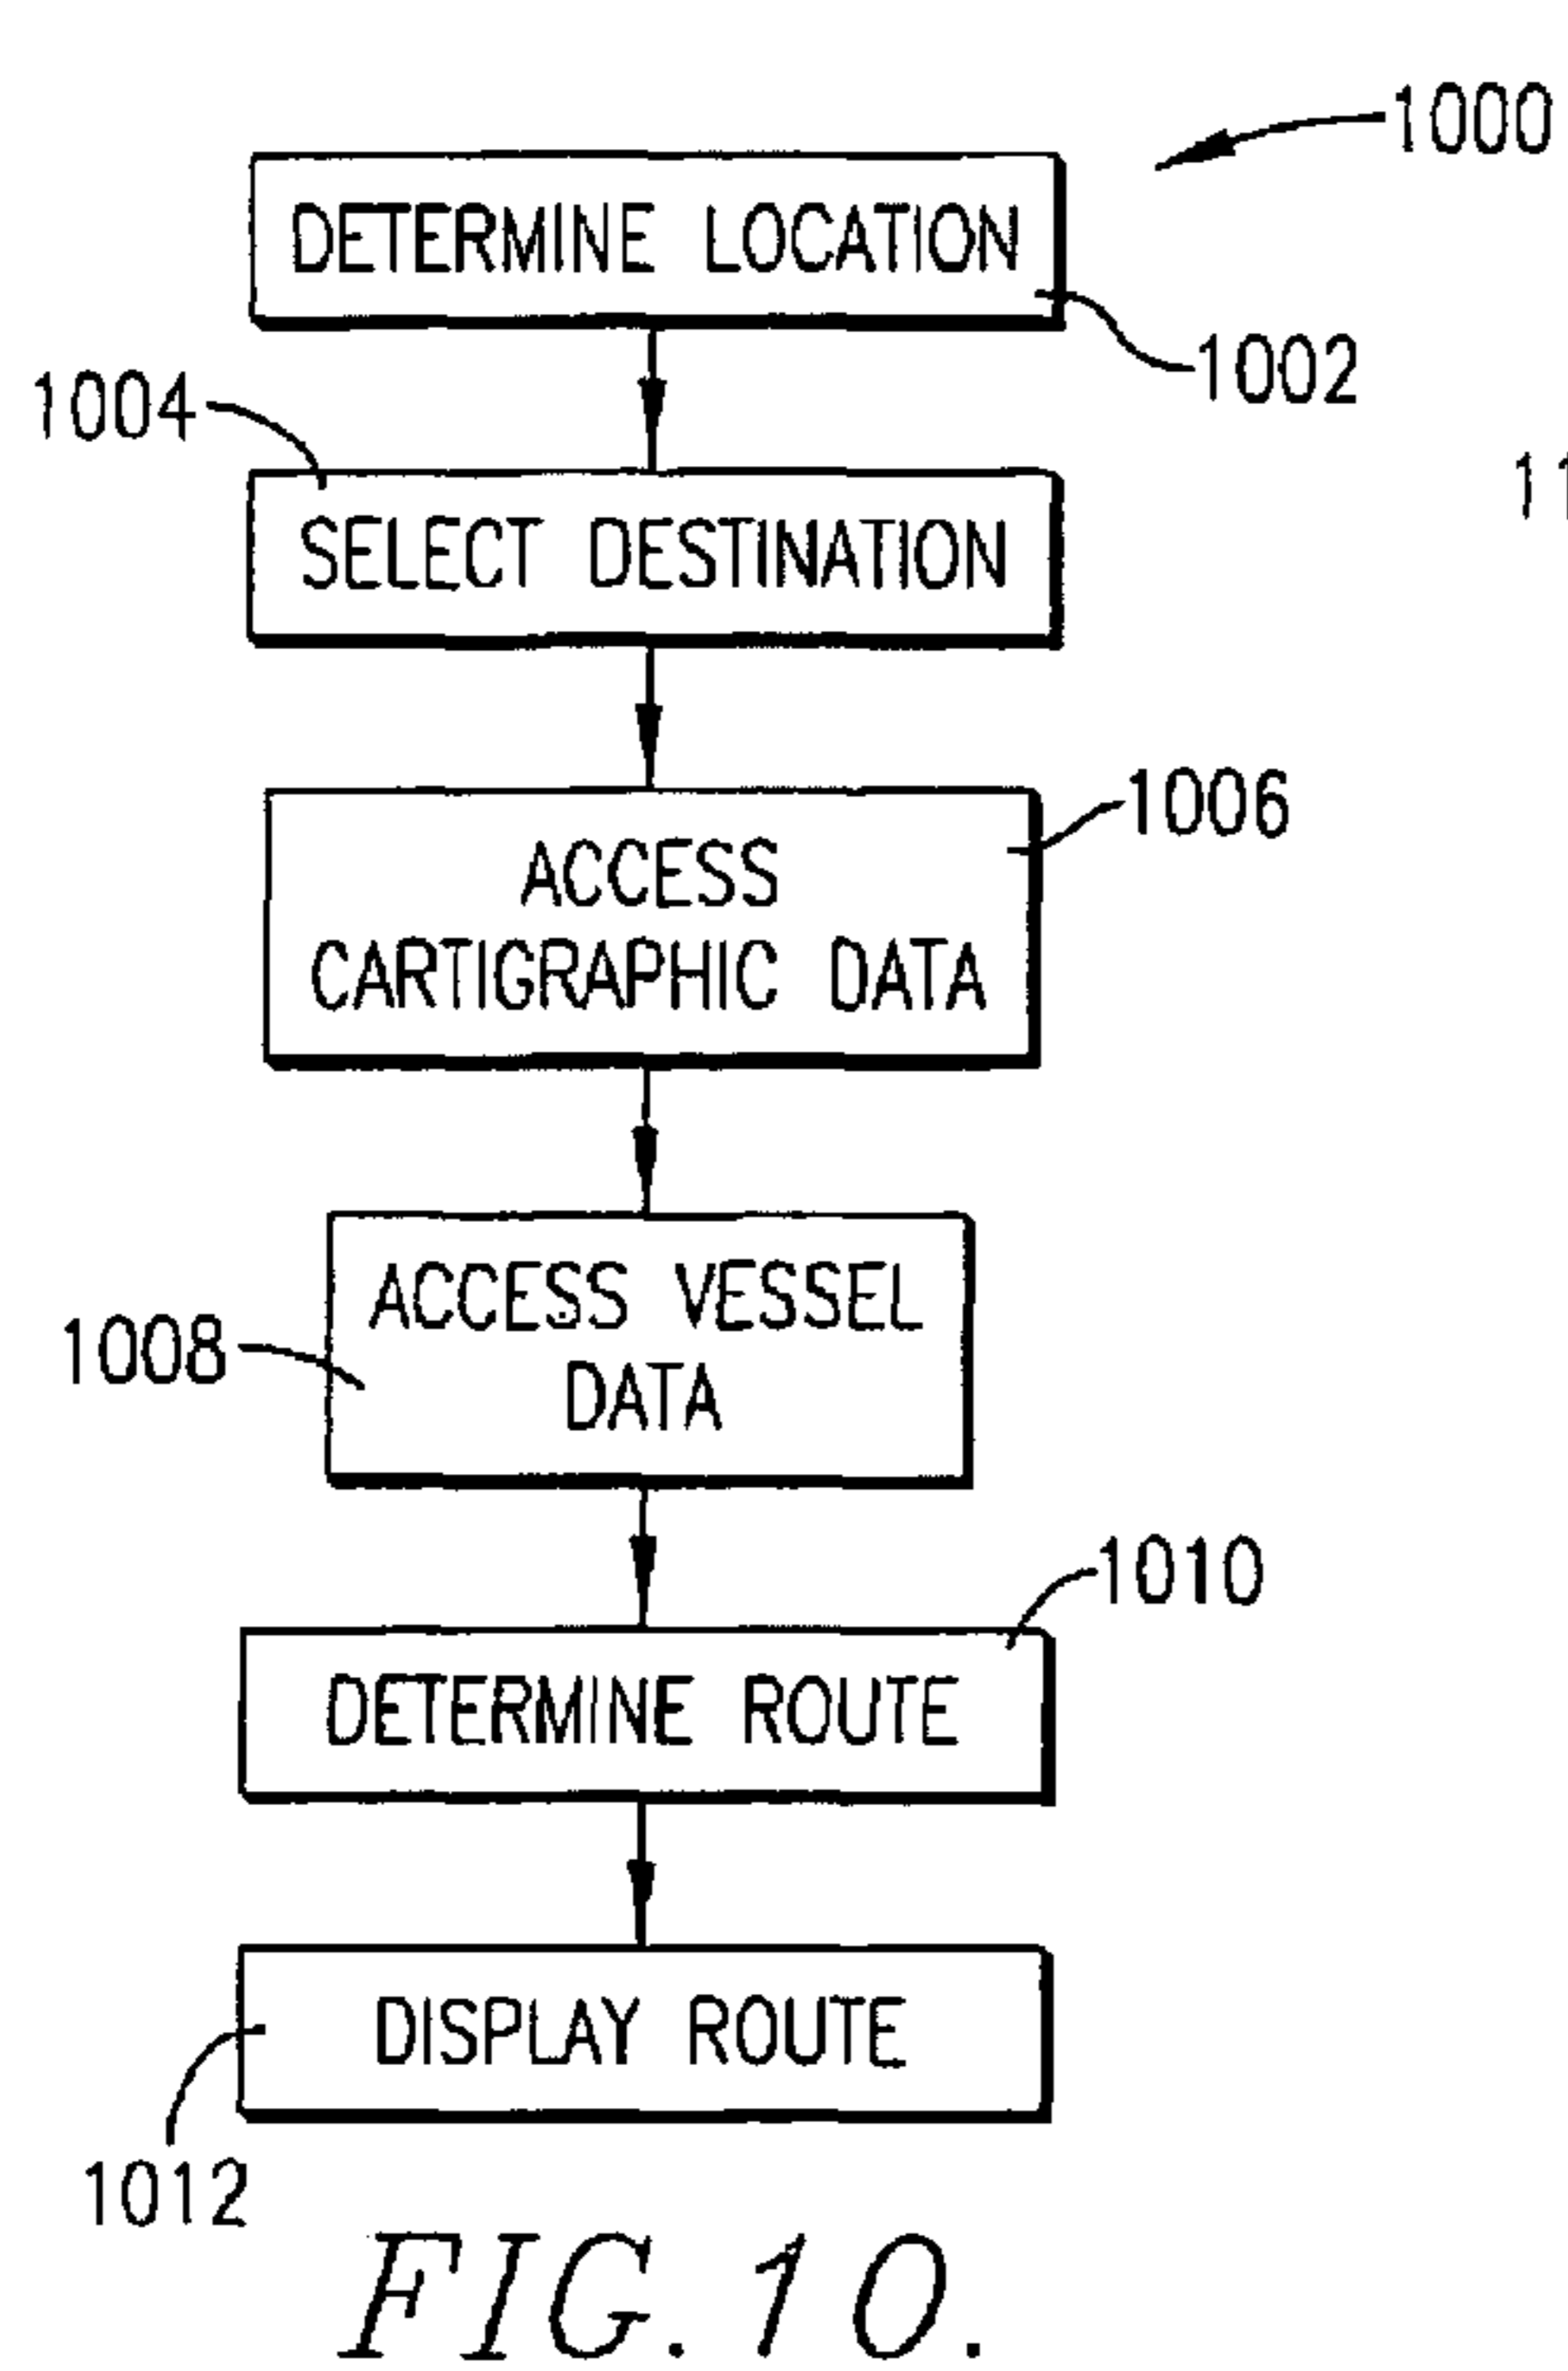 1000
DETERMINE LOCATION
1002
1004
SELECT DESTINATION
1006
ACCESS
CARTIGRAPHIC DATA
ACCESS VESSEL
DATA
1008
1010
DETERMINE ROUTE
DISPLAY ROUTE
1012
FIG. 10.